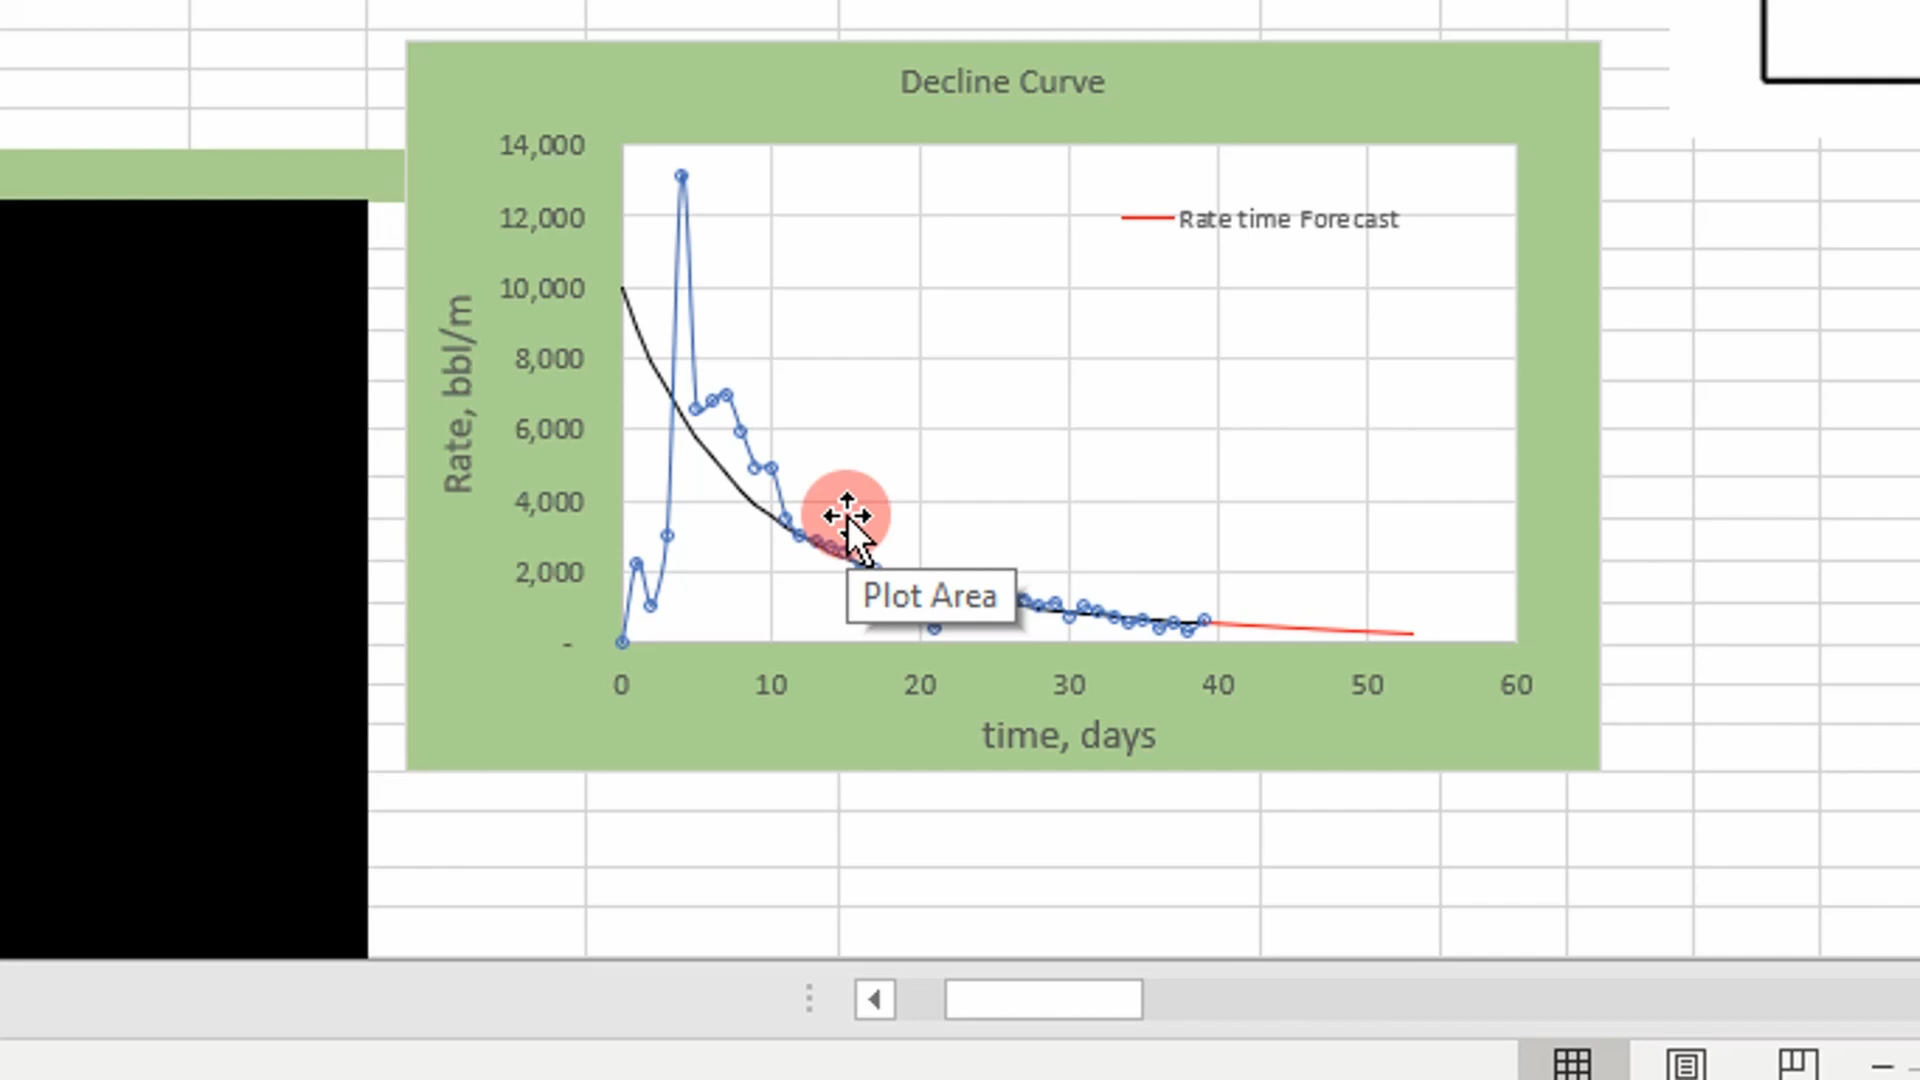 Decline Curve
14,000
12,000
10,000
8,000
6,000
4,000
2,000
-
Rate, bbl/m
Rate time Forecast
Plot Area
0 10 20 30 40 50 60
time, days